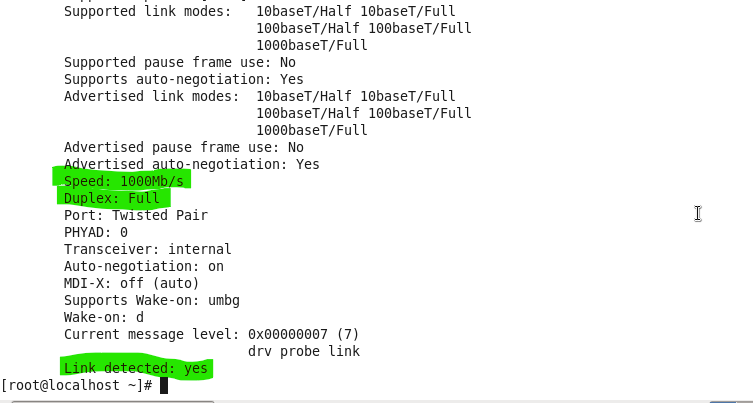 Supported link modes: 10baseT/Half 10baseT/Full
100baseT/Half 100baseT/Full
1000baseT/Full
Supported pause frame use: No
Supports auto-negotiation: Yes
Advertised link modes: 10baseT/Half 10baseT/Full
100baseT/Half 100baseT/Full
1000baseT/Full
Advertised pause frame use: No
Advertised auto-negotiation: Yes
Speed: 1000Mb/s
Duplex: Full
Port: Twisted Pair
PHYAD: 0
Transceiver: internal
Auto-negotiation: on
MDI-X: off (auto)
Supports Wake-on: umbg
Wake-on: d
Current message level: 0x00000007 (7)
drv probe link
Link detected: yes
[root@localhost ~]#